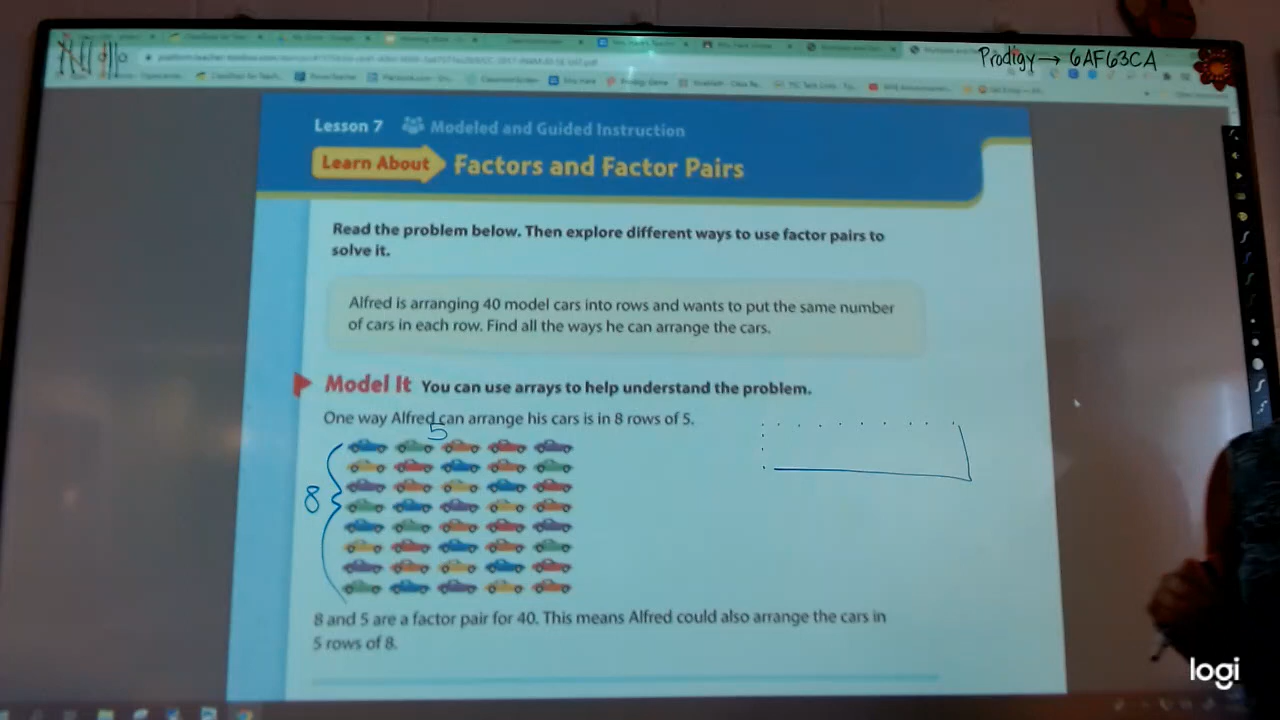 Prodigy → 6AF63CA
Lesson 7 Modeled and Guided Instruction
Learn About Factors and Factor Pairs
Read the problem below. Then explore different ways to use factor pairs to
solve it.
Alfred is arranging 40 model cars into rows and wants to put the same number
of cars in each row. Find all the ways he can arrange the cars.
Model It You can use arrays to help understand the problem.
One way Alfred can arrange his cars is in 8 rows of 5.
5
8
8 and 5 are a factor pair for 40. This means Alfred could also arrange the cars in
5 rows of 8.
logi